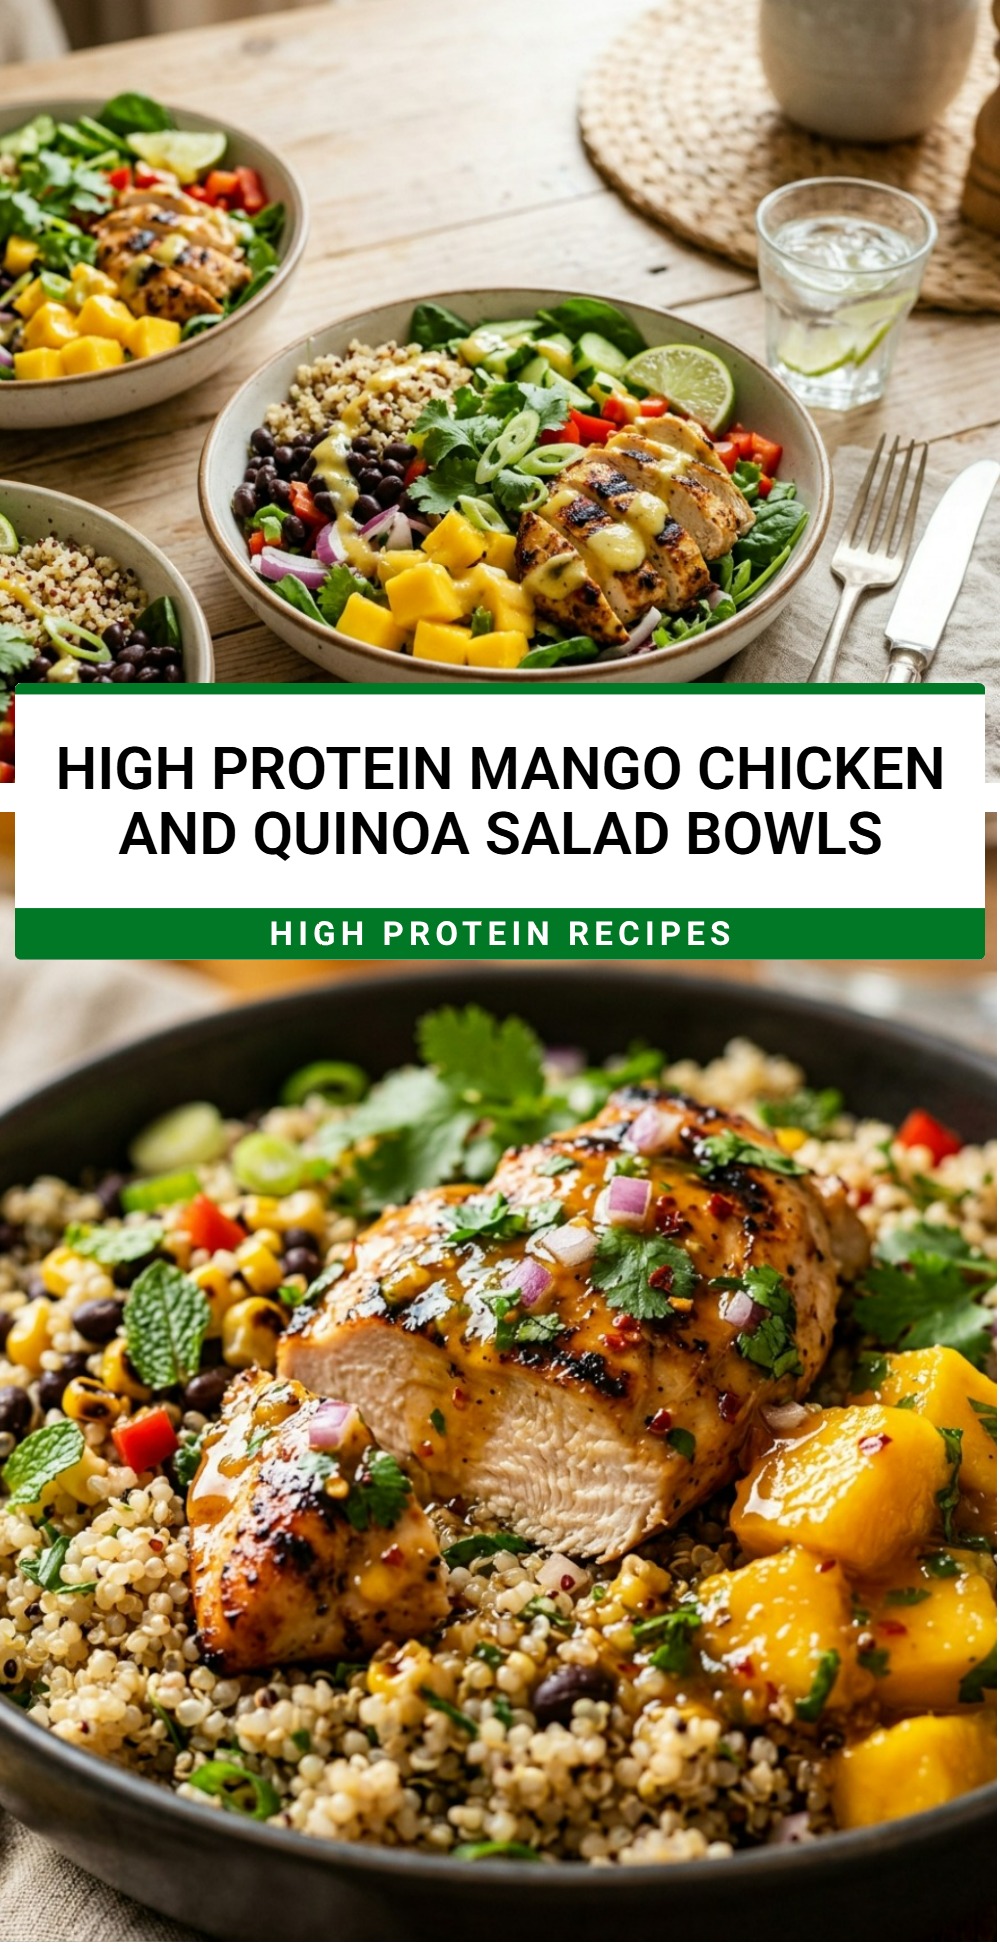 HIGH PROTEIN MANGO CHICKEN
AND QUINOA SALAD BOWLS
HIGH PROTEIN RECIPES